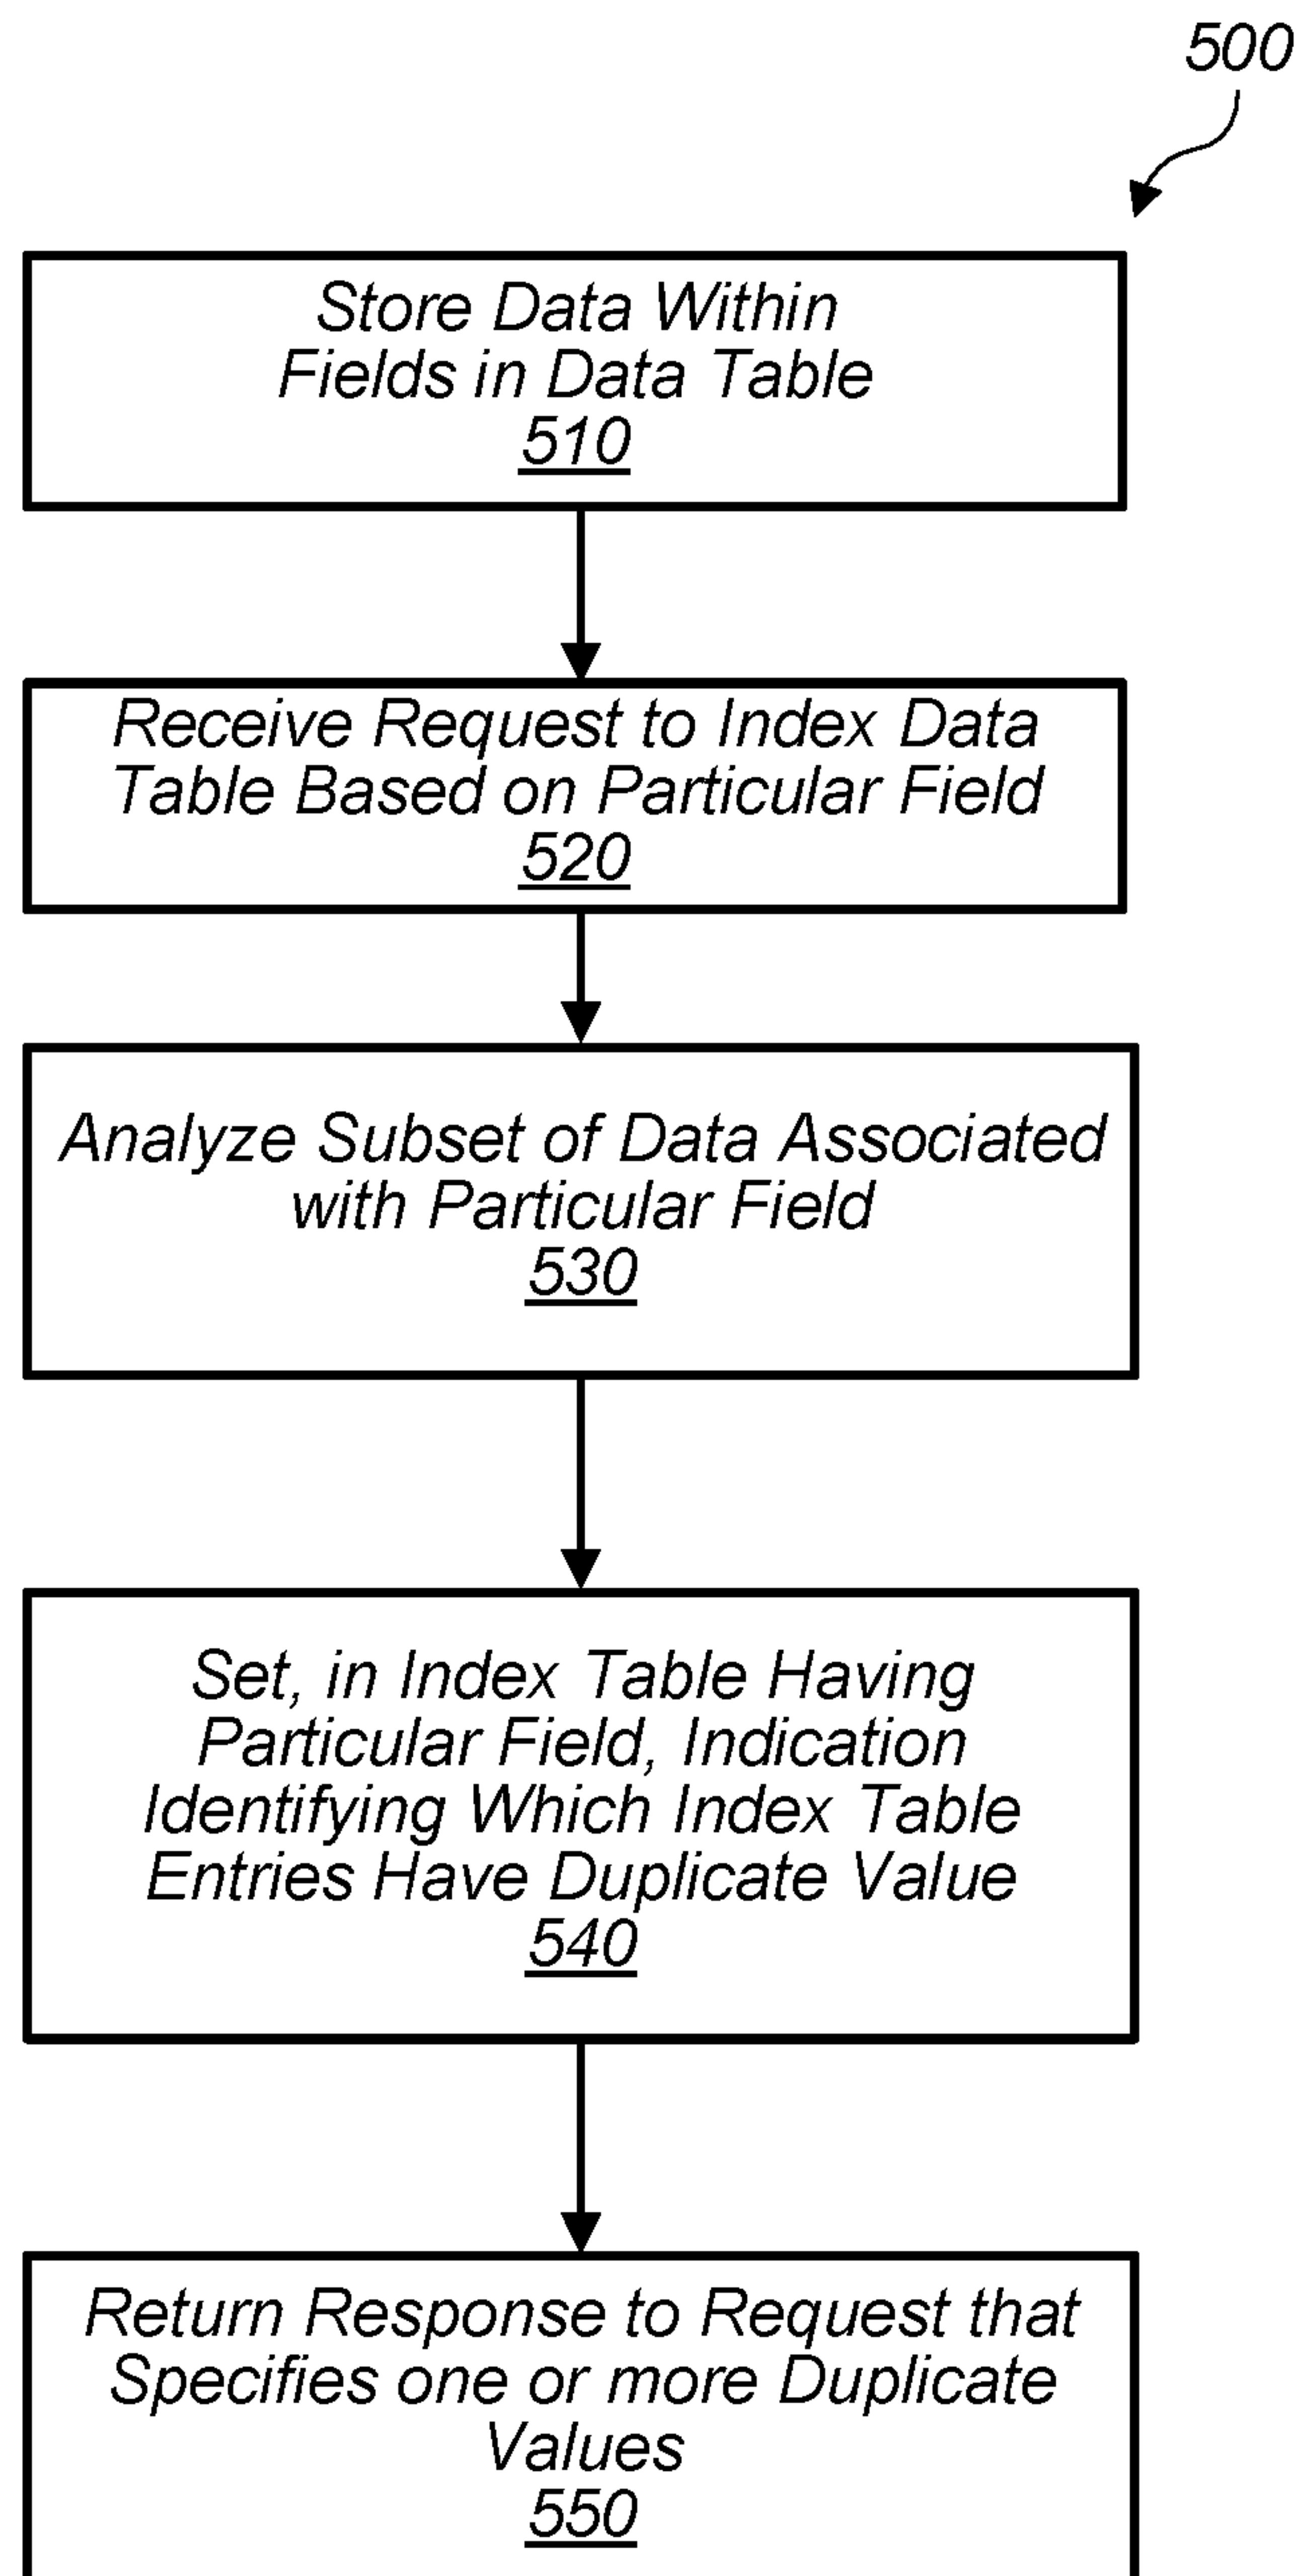 500
Store Data Within
Fields in Data Table
510
Receive Request to Index Data
Table Based on Particular Field
520
Analyze Subset of Data Associated
with Particular Field
530
Set, in Index Table Having
Particular Field, Indication
Identifying Which Index Table
Entries Have Duplicate Value
540
Return Response to Request that
Specifies one or more Duplicate
Values
550